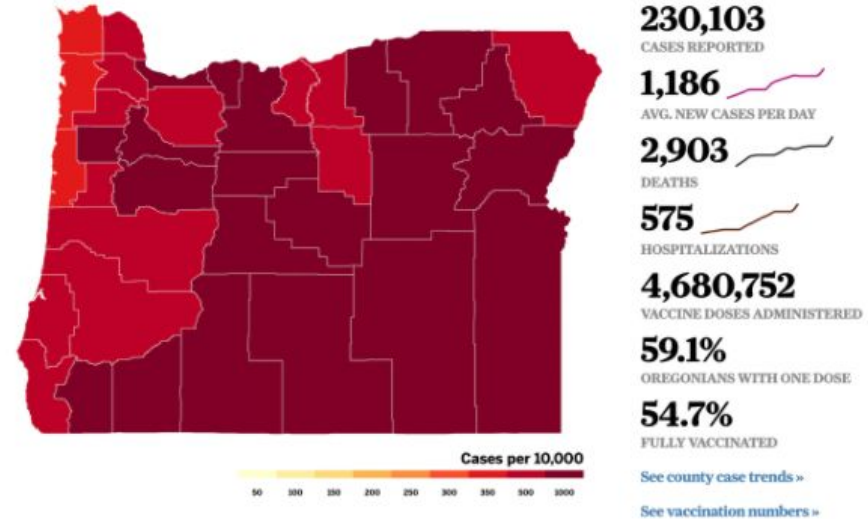 230,103
CASES REPORTED
1,186
AVG. NEW CASES PER DAY
2,903
DEATHS
575
HOSPITALIZATIONS
4,680,752
VACCINE DOSES ADMINISTERED
59.1%
OREGONIANS WITH ONE DOSE
54.7%
FULLY VACCINATED
See county case trends »
See vaccination numbers »
Cases per 10,000
50 100 150 200 250 300 350 900 1000